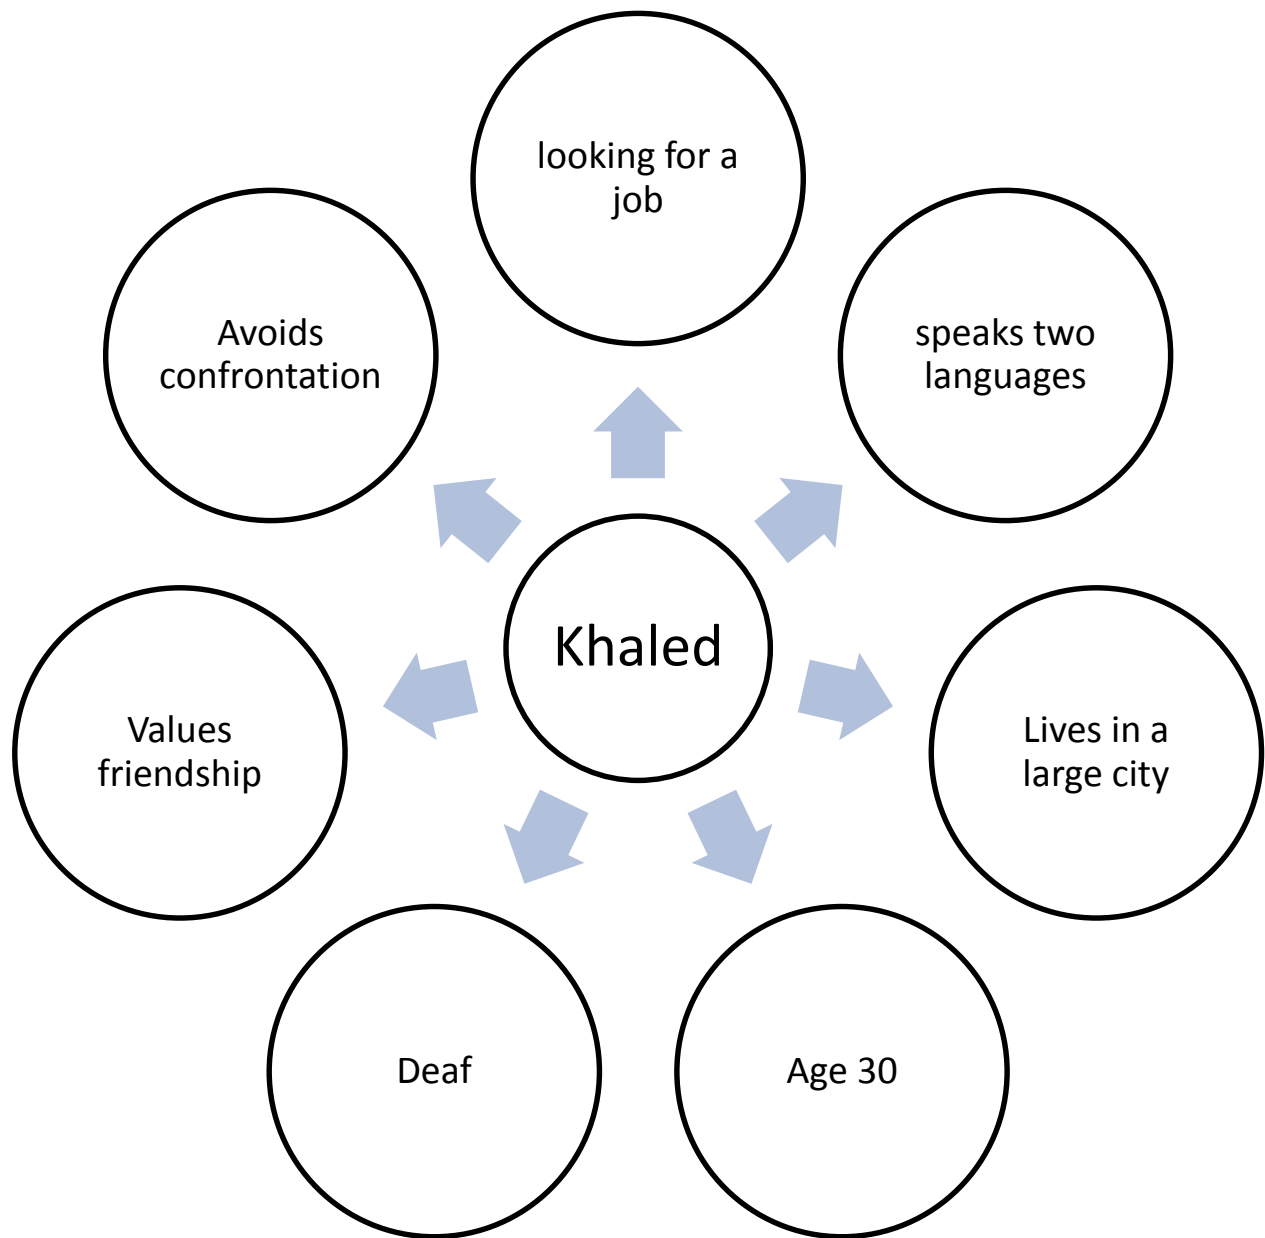 looking for a
job
speaks two
languages
Lives in a
large city
Age 30
Deaf
Values
friendship
Avoids
confrontation
Khaled